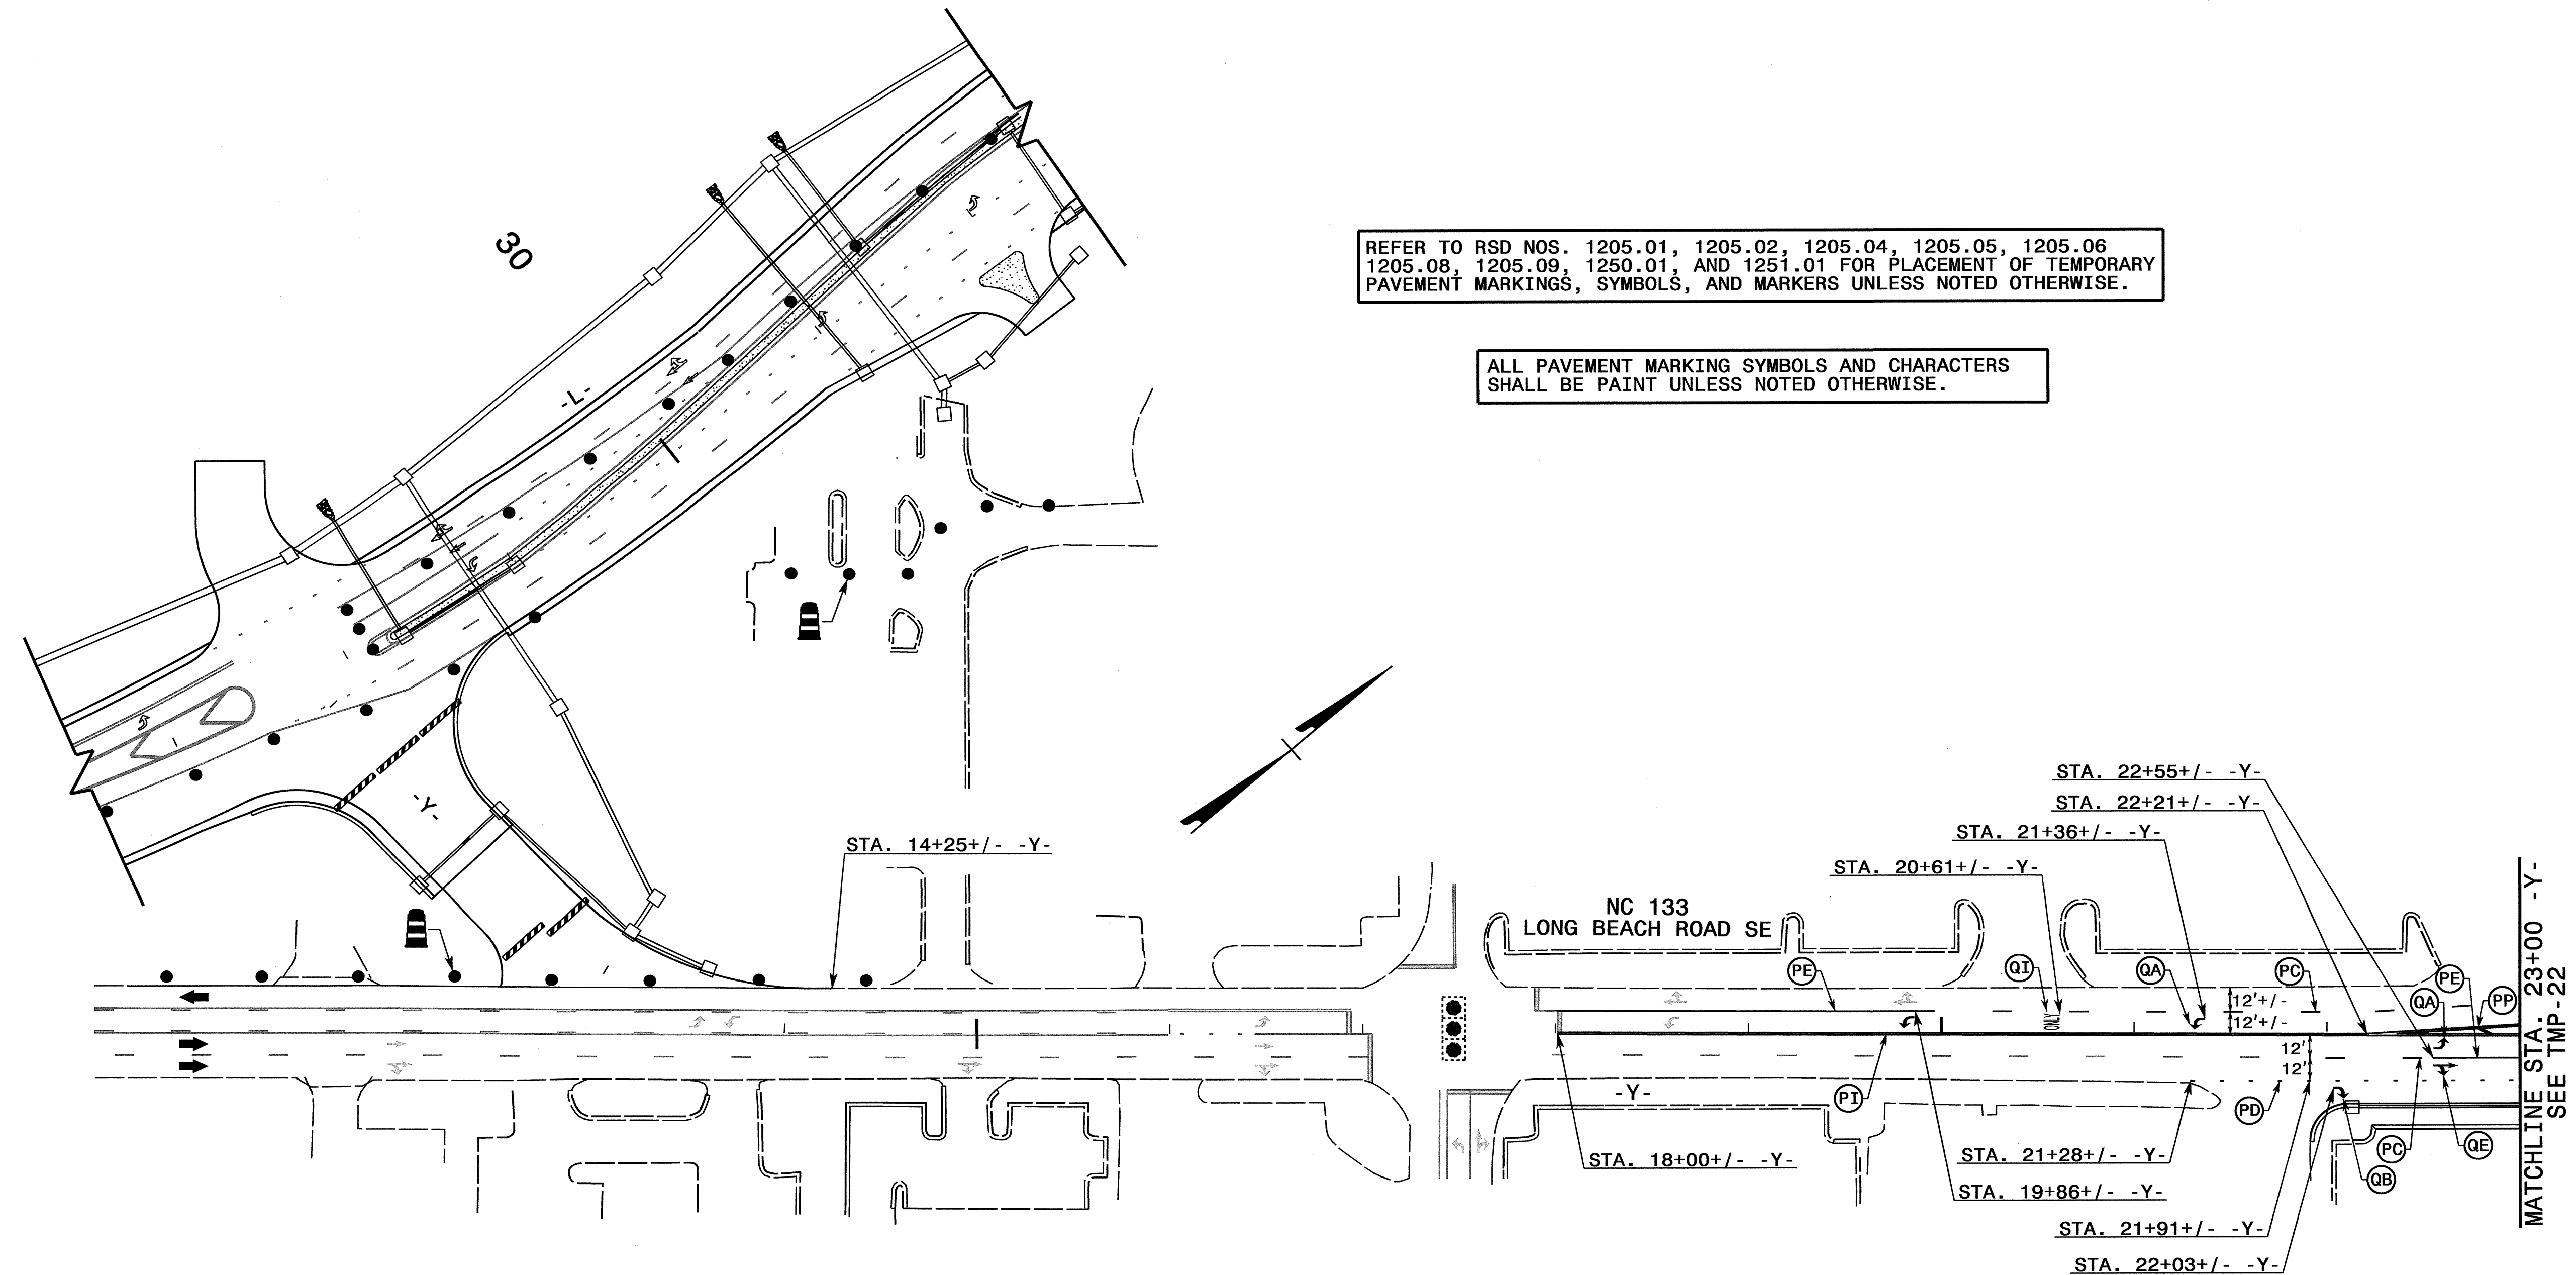 30
-L-
REFER TO RSD NOS. 1205.01, 1205.02, 1205.04, 1205.05, 1205.06
1205.08, 1205.09, 1250.01, AND 1251.01 FOR PLACEMENT OF TEMPORARY
PAVEMENT MARKINGS, SYMBOLS, AND MARKERS UNLESS NOTED OTHERWISE.
ALL PAVEMENT MARKING SYMBOLS AND CHARACTERS
SHALL BE PAINT UNLESS NOTED OTHERWISE.
-Y-
STA. 14+25+/- -Y-
STA. 22+55+/- -Y-
STA. 22+21+/- -Y-
STA. 21+36+/- -Y-
STA. 20+61+/- -Y-
NC 133
LONG BEACH ROAD SE
PE
QI
QA
PC
PE
QA
PP
12'+/-
12'+/-
ONLY
12'
12'
-Y-
PI
PD
PC
QE
QB
STA. 18+00+/- -Y-
STA. 21+28+/- -Y-
STA. 19+86+/- -Y-
STA. 21+91+/- -Y-
STA. 22+03+/- -Y-
MATCHLINE STA. 23+00 -Y-
SEE TMP-22